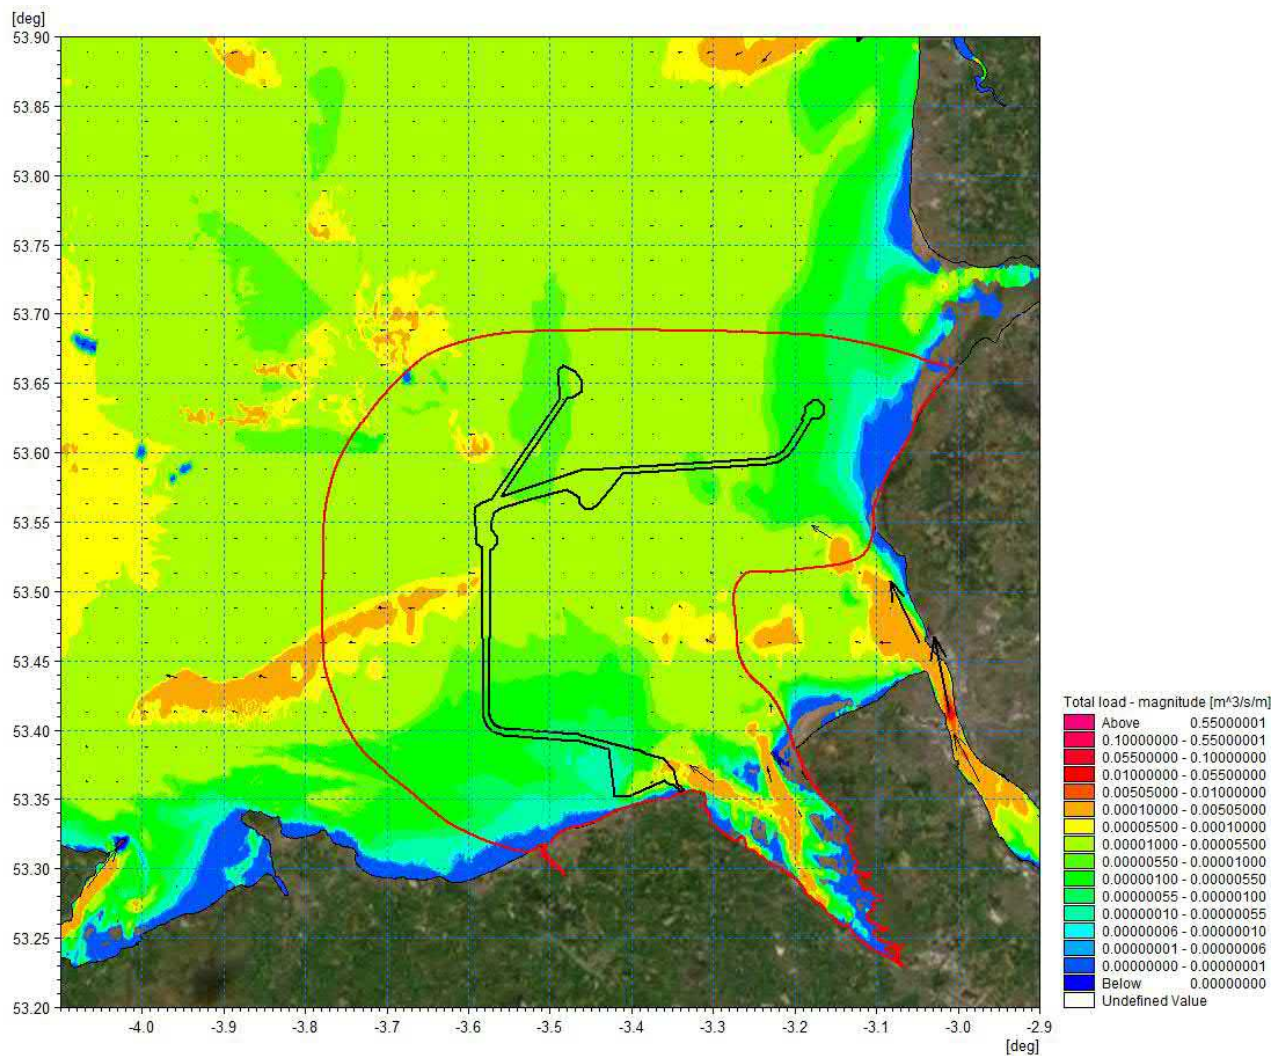 [deg]
53.90
53.85
53.80
53.75
53.70
53.65
53.60
53.55
53.50
53.45
53.40
53.35
53.30
53.25
53.20
-4.0 -3.9 -3.8 -3.7 -3.6 -3.5 -3.4 -3.3 -3.2 -3.1 -3.0 -2.9
[deg]
Total load - magnitude [m^3/s/m]
Above 0.55000001
0.10000000 - 0.55000001
0.05500000 - 0.10000000
0.01000000 - 0.05500000
0.00505000 - 0.01000000
0.00010000 - 0.00505000
0.00005500 - 0.00010000
0.00001000 - 0.00005500
0.00000550 - 0.00001000
0.00000100 - 0.00000550
0.00000055 - 0.00000100
0.00000010 - 0.00000055
0.00000006 - 0.00000010
0.00000001 - 0.00000006
0.00000000 - 0.00000001
Below 0.00000000
Undefined Value